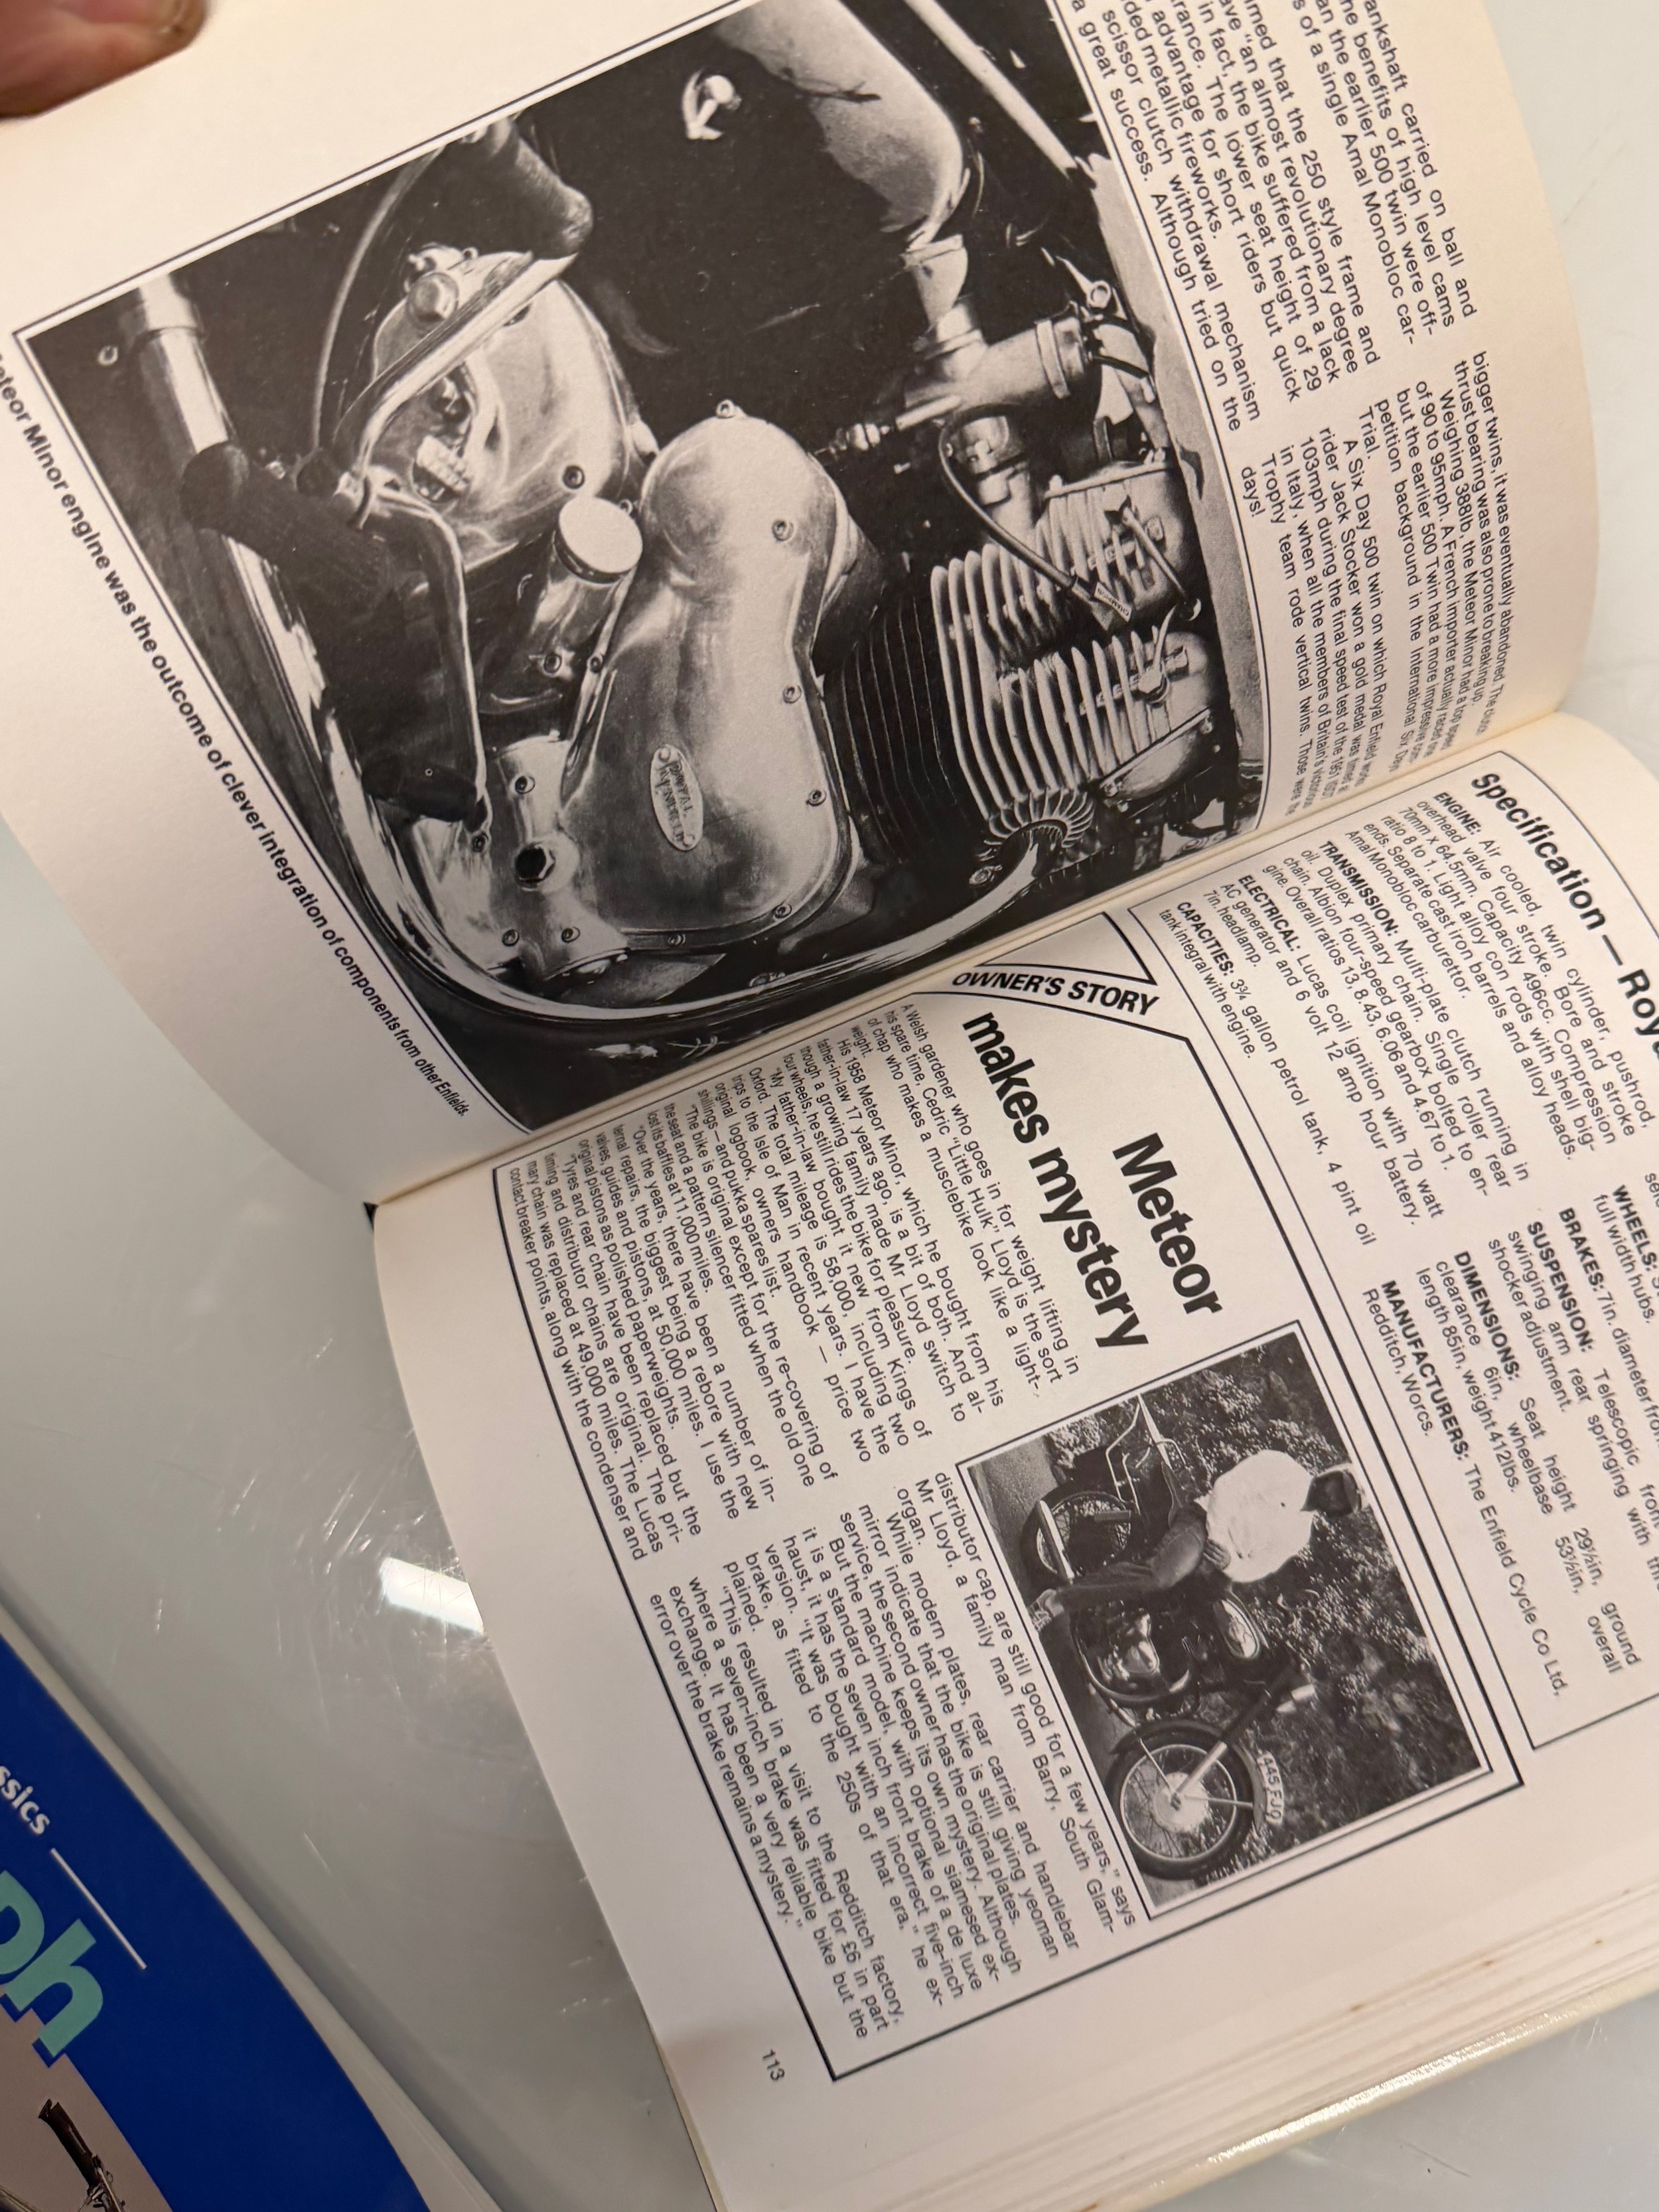 ankshaft carried on ball and
he benefits of high level cams
an the earlier 500 twin were off-
s of a single Amal Monobloc car-
med that the 250 style frame and
ave "an almost revolutionary degree
in fact, the bike suffered from a lack
rance. The lower seat height of 29
advantage for short riders but quick
ded metallic fireworks.
scissor clutch withdrawal mechanism
a great success. Although tried on the
bigger twins, it was eventually abandoned. The clutch
thrust bearing was also prone to breaking up.
Weighing 388lb, the Meteor Minor had a top speed
of 90 to 95mph. A French importer actually raced one
but the earlier 500 Twin had a more impressive com-
petition background in the International Six Days
Trial.
A Six Day 500 twin on which Royal Enfield works
rider Jack Stocker won a gold medal was timed at
103mph during the final speed test of the 1951 ISDT
in Italy, when all the members of Britain's victorious
Trophy team rode vertical twins. Those were the
days!
ROYAL
ENFIELD
eteor Minor engine was the outcome of clever integration of components from other Enfields.
Specification — Roy
ENGINE: Air cooled, twin cylinder, pushrod,
overhead valve four stroke. Bore and stroke
70mm x 64.5mm. Capacity 496cc. Compression
ratio 8 to 1. Light alloy con rods with shell big-
ends. Separate cast iron barrels and alloy heads.
Amal Monobloc carburettor.
TRANSMISSION: Multi-plate clutch running in
oil. Duplex primary chain. Single roller rear
chain. Albion four-speed gearbox bolted to en-
gine. Overall ratios 13, 8.43, 6.06 and 4.67 to 1.
ELECTRICAL: Lucas coil ignition with 70 watt
AC generator and 6 volt 12 amp hour battery.
7in. headlamp.
CAPACITIES: 3¾ gallon petrol tank, 4 pint oil
tank integral with engine.
WHEELS:
full width hubs.
BRAKES: 7in. diameter fron
SUSPENSION: Telescopic front
swinging arm rear springing with
shocker adjustment.
DIMENSIONS: Seat height 29½in, ground
clearance 6in, wheelbase 53½in, overall
length 85in, weight 412lbs.
MANUFACTURERS: The Enfield Cycle Co Ltd,
Redditch, Worcs.
OWNER'S STORY
Meteor
makes mystery
A Welsh gardener who goes in for weight lifting in
his spare time, Cedric "Little Hulk" Lloyd is the sort
of chap who makes a musclebike look like a light-
weight.
His 1958 Meteor Minor, which he bought from his
father-in-law 17 years ago, is a bit of both. And al-
though a growing family made Mr Lloyd switch to
four wheels, he still rides the bike for pleasure.
"My father-in-law bought it new from Kings of
Oxford. The total mileage is 58,000, including two
trips to the Isle of Man in recent years. I have the
original logbook, owners handbook — price two
shillings — and pukka spares list.
"The bike is original except for the re-covering of
the seat and a pattern silencer fitted when the old one
lost its baffles at 11,000 miles.
"Over the years, there have been a number of in-
ternal repairs, the biggest being a rebore with new
valves, guides and pistons, at 50,000 miles. I use the
original pistons as polished paperweights.
"Tyres and rear chain have been replaced but the
timing and distributor chains are original. The pri-
mary chain was replaced at 49,000 miles. The Lucas
contact breaker points, along with the condenser and
445 FJO
distributor cap, are still good for a few years," says
Mr Lloyd, a family man from Barry, South Glam-
organ.
While modern plates, rear carrier and handlebar
mirror indicate that the bike is still giving yeoman
service, the second owner has the original plates.
But the machine keeps its own mystery. Although
it is a standard model, with optional siamesed ex-
haust, it has the seven inch front brake of a de luxe
version. "It was bought with an incorrect five-inch
brake, as fitted to the 250s of that era," he ex-
plained.
"This resulted in a visit to the Redditch factory,
where a seven-inch brake was fitted for £6 in part
exchange. It has been a very reliable bike but the
error over the brake remains a mystery."
113
ssics
ph